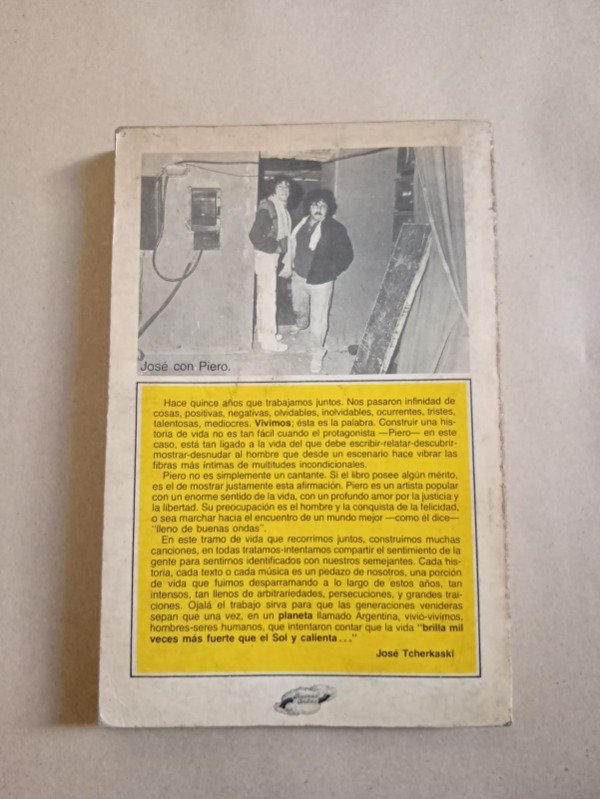 José con Piero.
Hace quince años que trabajamos juntos. Nos pasaron infinidad de
cosas, positivas, negativas, olvidables, inolvidables, ocurrentes, tristes,
talentosas, mediocres. Vivimos; ésta es la palabra. Construir una his-
toria de vida no es tan fácil cuando el protagonista —Piero— en este
caso, está tan ligado a la vida del que debe escribir-relatar-descubrir-
mostrar-desnudar al hombre que desde un escenario hace vibrar las
fibras más íntimas de multitudes incondicionales.
Piero no es simplemente un cantante. Si el libro posee algún mérito,
es el de mostrar justamente esta afirmación. Piero es un artista popular
con un enorme sentido de la vida, con un profundo amor por la justicia y
la libertad. Su preocupación es el hombre y la conquista de la felicidad,
o sea marchar hacia el encuentro de un mundo mejor —como él dice—
"lleno de buenas ondas".
En este tramo de vida que recorrimos juntos, construimos muchas
canciones, en todas tratamos-intentamos compartir el sentimiento de la
gente para sentirnos identificados con nuestros semejantes. Cada his-
toria, cada texto o cada música es un pedazo de nosotros, una porción
de vida que fuimos desparramando a lo largo de estos años, tan
intensos, tan llenos de arbitrariedades, persecuciones, y grandes trai-
ciones. Ojalá el trabajo sirva para que las generaciones venideras
sepan que una vez, en un planeta llamado Argentina, vivió-vivimos,
hombres-seres humanos, que intentaron contar que la vida "brilla mil
veces más fuerte que el Sol y calienta..."
José Tcherkaski